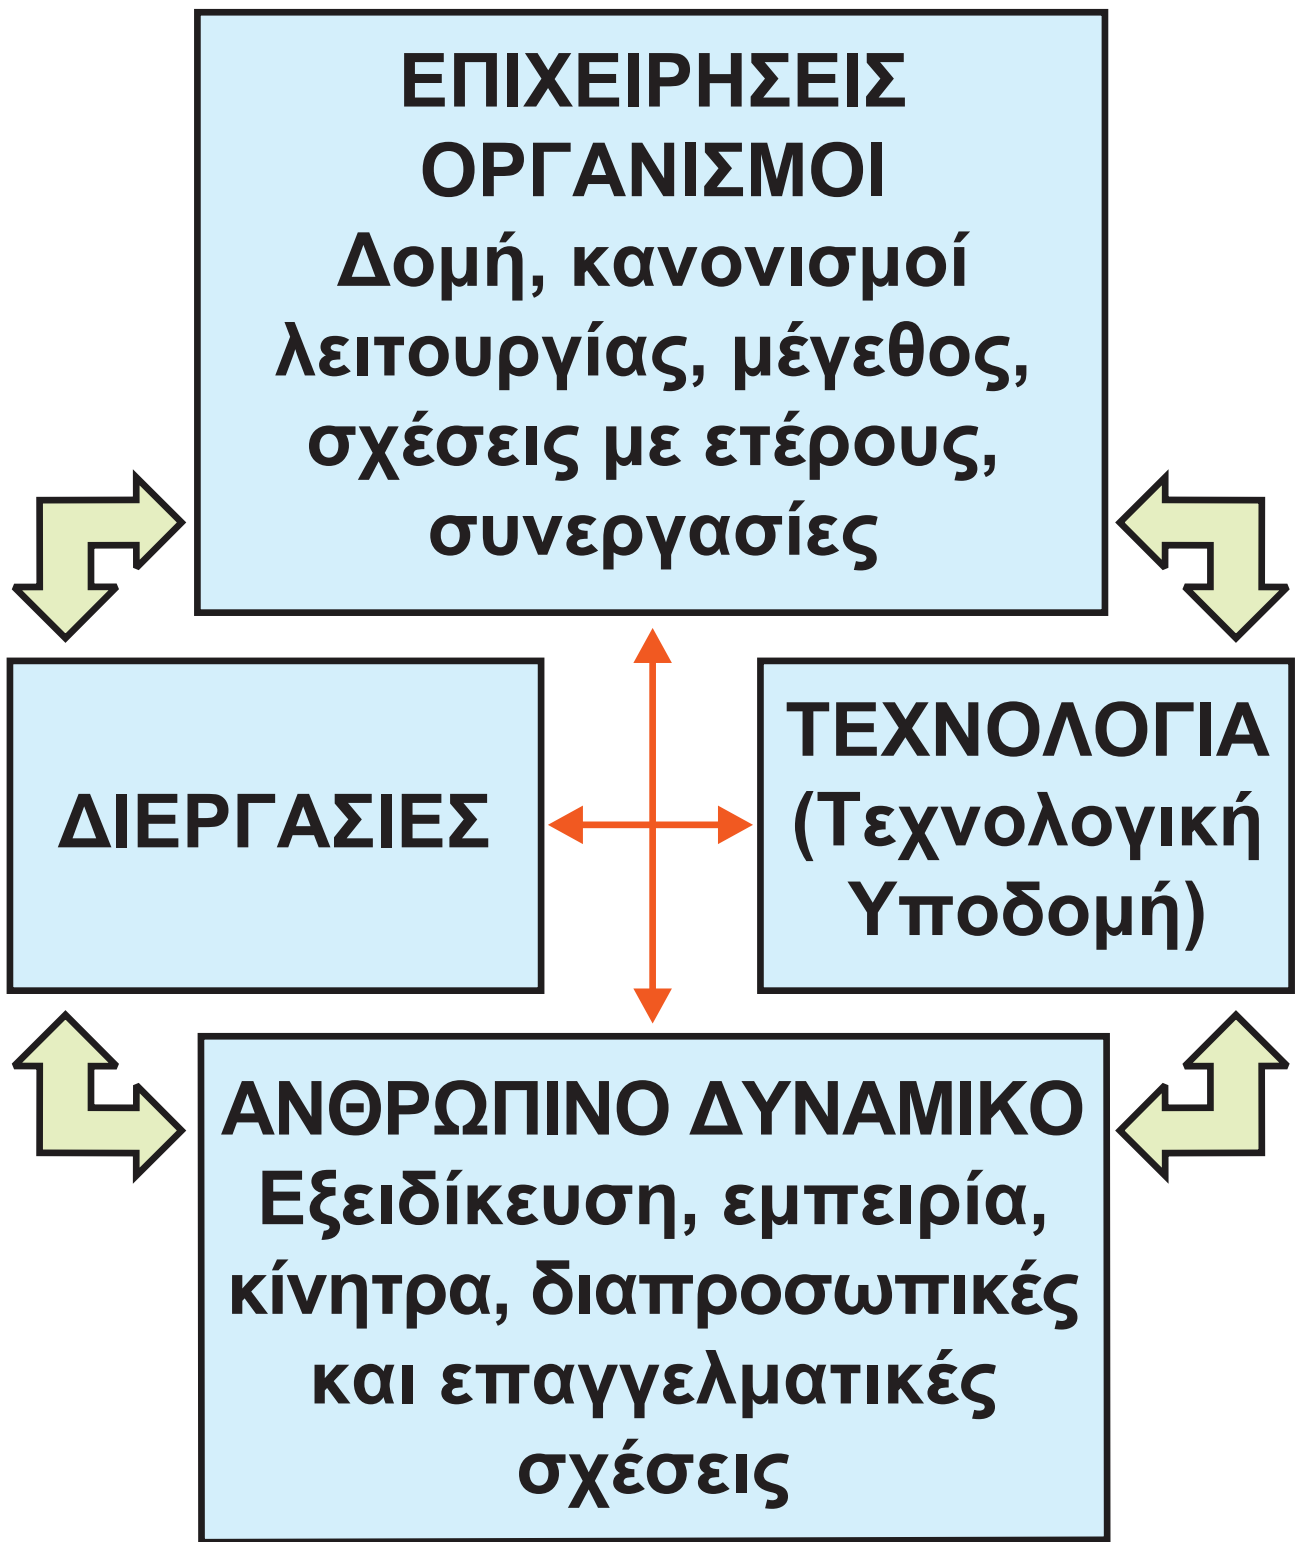 ΕΠΙΧΕΙΡΗΣΕΙΣ
ΟΡΓΑΝΙΣΜΟΙ
Δομή, κανονισμοί
λειτουργίας, μέγεθος,
σχέσεις με ετέρους,
συνεργασίες
ΔΙΕΡΓΑΣΙΕΣ
ΤΕΧΝΟΛΟΓΙΑ
(Τεχνολογική
Υποδομή)
ΑΝΘΡΩΠΙΝΟ ΔΥΝΑΜΙΚΟ
Εξειδίκευση, εμπειρία,
κίνητρα, διαπροσωπικές
και επαγγελματικές
σχέσεις